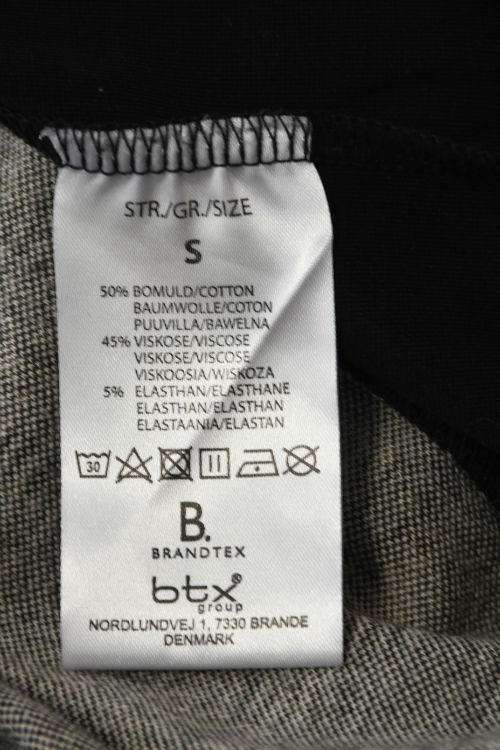 STR./GR./SIZE
S
50% BOMULD/COTTON
BAUMWOLLE/COTON
PUUVILLA/BAWELNA
45% VISKOSE/VISCOSE
VISKOSE/VISCOSE
VISKOOSIA/WISKOZA
5% ELASTHAN/ELASTHANE
ELASTHAN/ELASTHAN
ELASTAANIA/ELASTAN
30
B.
BRANDTEX
btx®
group
NORDLUNDVEJ 1, 7330 BRANDE
DENMARK